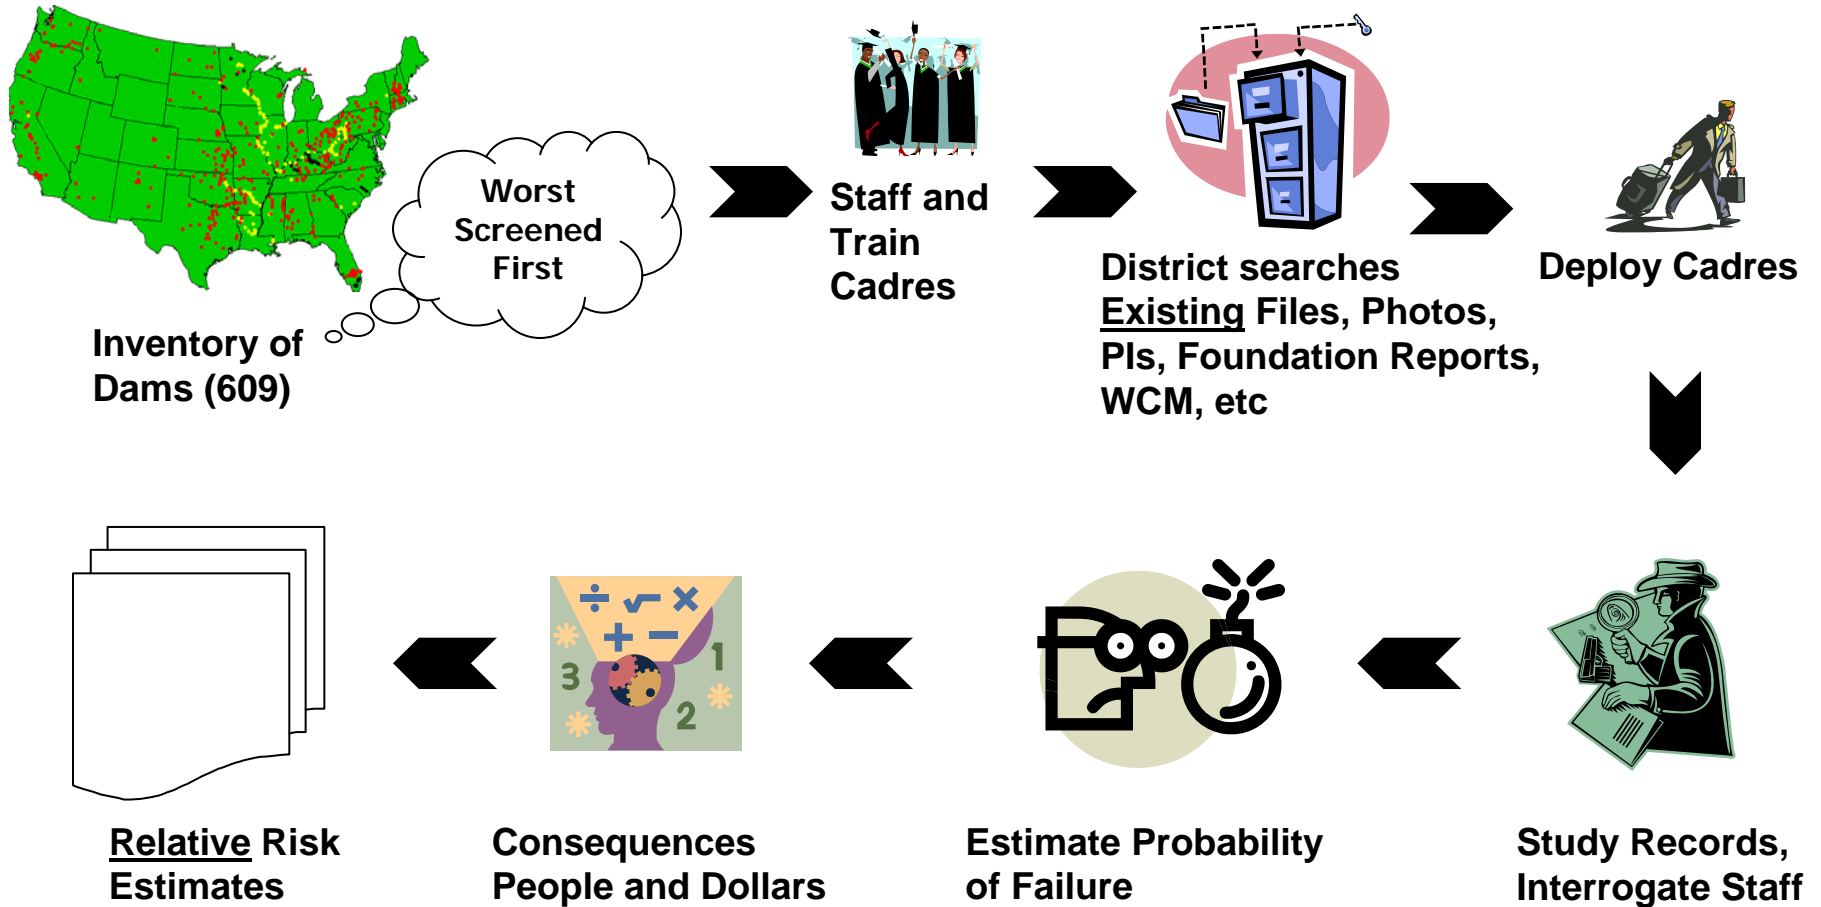 Worst
Screened
First
Inventory of
Dams (609)
Staff and
Train
Cadres
District searches
Existing Files, Photos,
PIs, Foundation Reports,
WCM, etc
Deploy Cadres
Study Records,
Interrogate Staff
Estimate Probability
of Failure
÷ √ ×
+ −
3
1
2
Consequences
People and Dollars
Relative Risk
Estimates